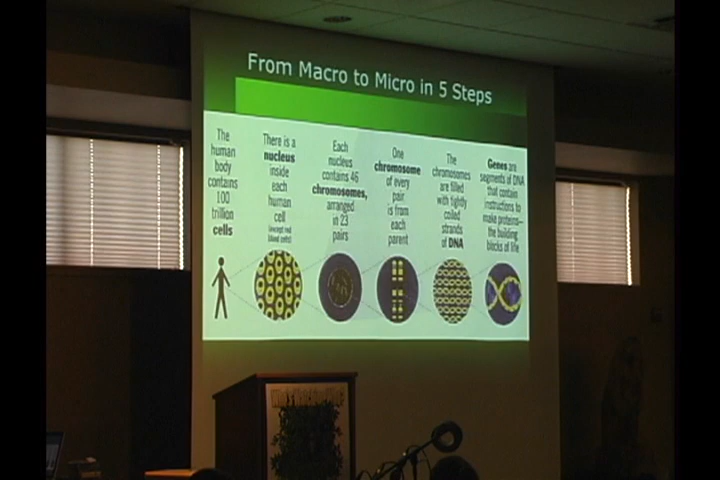 From Macro to Micro in 5 Steps
The
human
body
contains
100
trillion
cells
There is a
nucleus
inside
each
human
cell
(except red
blood cells)
Each
nucleus
contains 46
chromosomes,
arranged
in 23
pairs
One
chromosome
of every
pair
is from
each
parent
The
chromosomes
are filled
with tightly
coiled
strands
of DNA
Genes are
segments of DNA
that contain
instructions to
make proteins—
the building
blocks of life